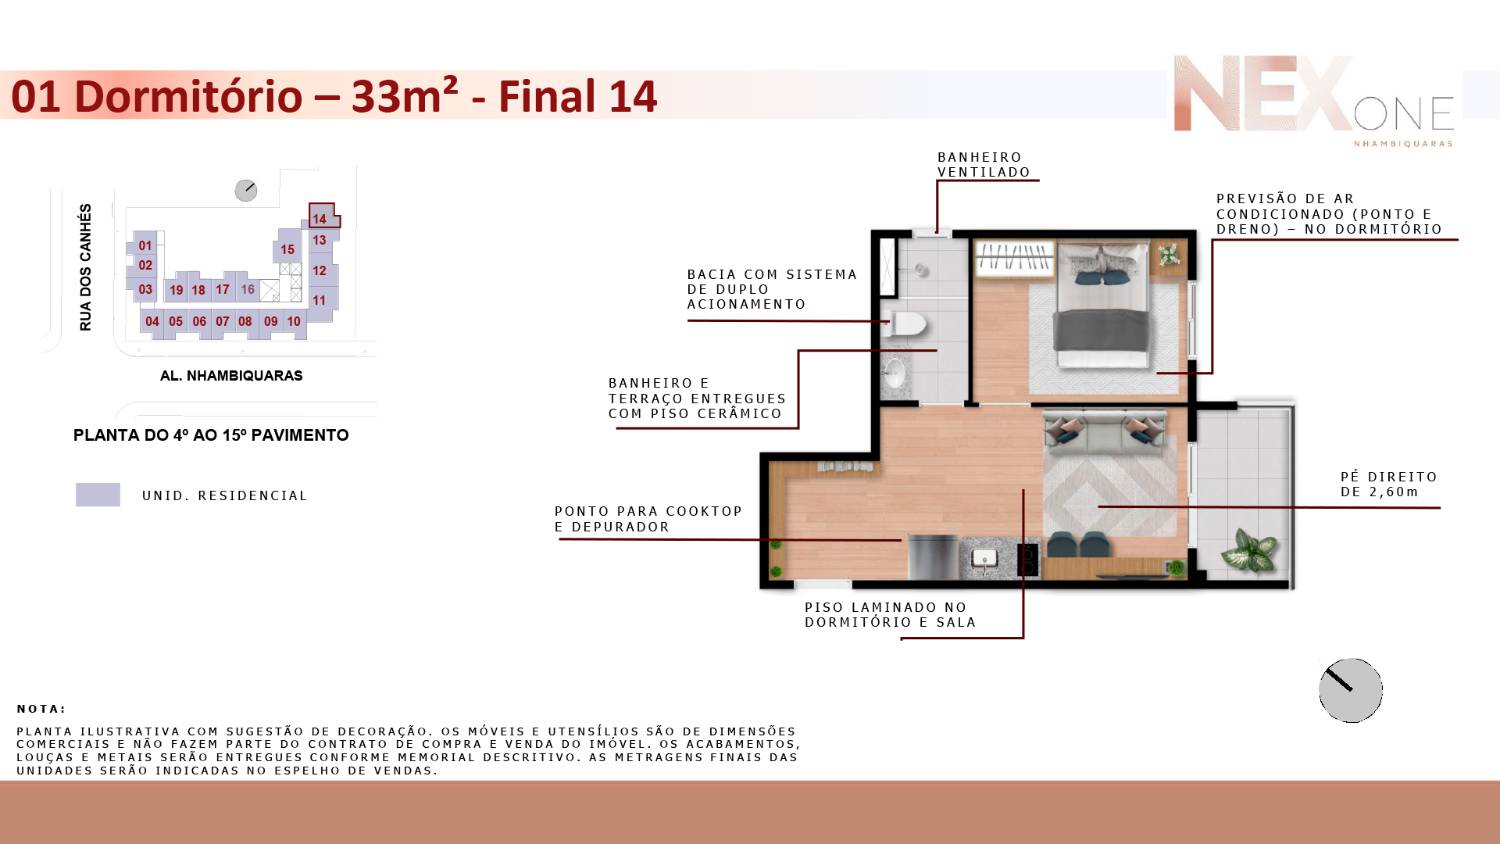 01 Dormitório – 33m² - Final 14
NEXONE
NHAMBIQUARAS
RUA DOS CANHÉS
14
13
15
12
11
01
02
03
19 18 17 16
04 05 06 07 08 09 10
AL. NHAMBIQUARAS
PLANTA DO 4º AO 15º PAVIMENTO
UNID. RESIDENCIAL
BANHEIRO
VENTILADO
PREVISÃO DE AR
CONDICIONADO (PONTO E
DRENO) – NO DORMITÓRIO
BACIA COM SISTEMA
DE DUPLO
ACIONAMENTO
BANHEIRO E
TERRAÇO ENTREGUES
COM PISO CERÂMICO
PÉ DIREITO
DE 2,60m
PONTO PARA COOKTOP
E DEPURADOR
PISO LAMINADO NO
DORMITÓRIO E SALA
NOTA:
PLANTA ILUSTRATIVA COM SUGESTÃO DE DECORAÇÃO. OS MÓVEIS E UTENSÍLIOS SÃO DE DIMENSÕES
COMERCIAIS E NÃO FAZEM PARTE DO CONTRATO DE COMPRA E VENDA DO IMÓVEL. OS ACABAMENTOS,
LOUÇAS E METAIS SERÃO ENTREGUES CONFORME MEMORIAL DESCRITIVO. AS METRAGENS FINAIS DAS
UNIDADES SERÃO INDICADAS NO ESPELHO DE VENDAS.